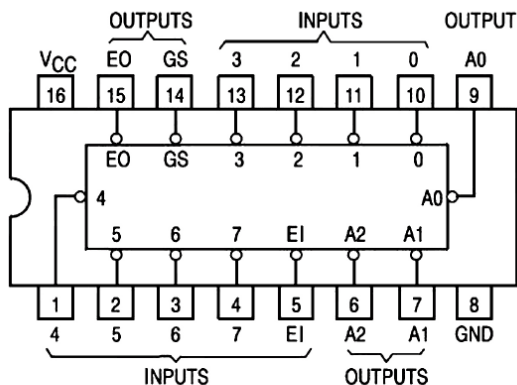 OUTPUTS INPUTS OUTPUT
VCC EO GS 3 2 1 0 A0
16 15 14 13 12 11 10 9
EO GS 3 2 1 0
4 A0
5 6 7 EI A2 A1
1 2 3 4 5 6 7 8
4 5 6 7 EI A2 A1 GND
INPUTS OUTPUTS